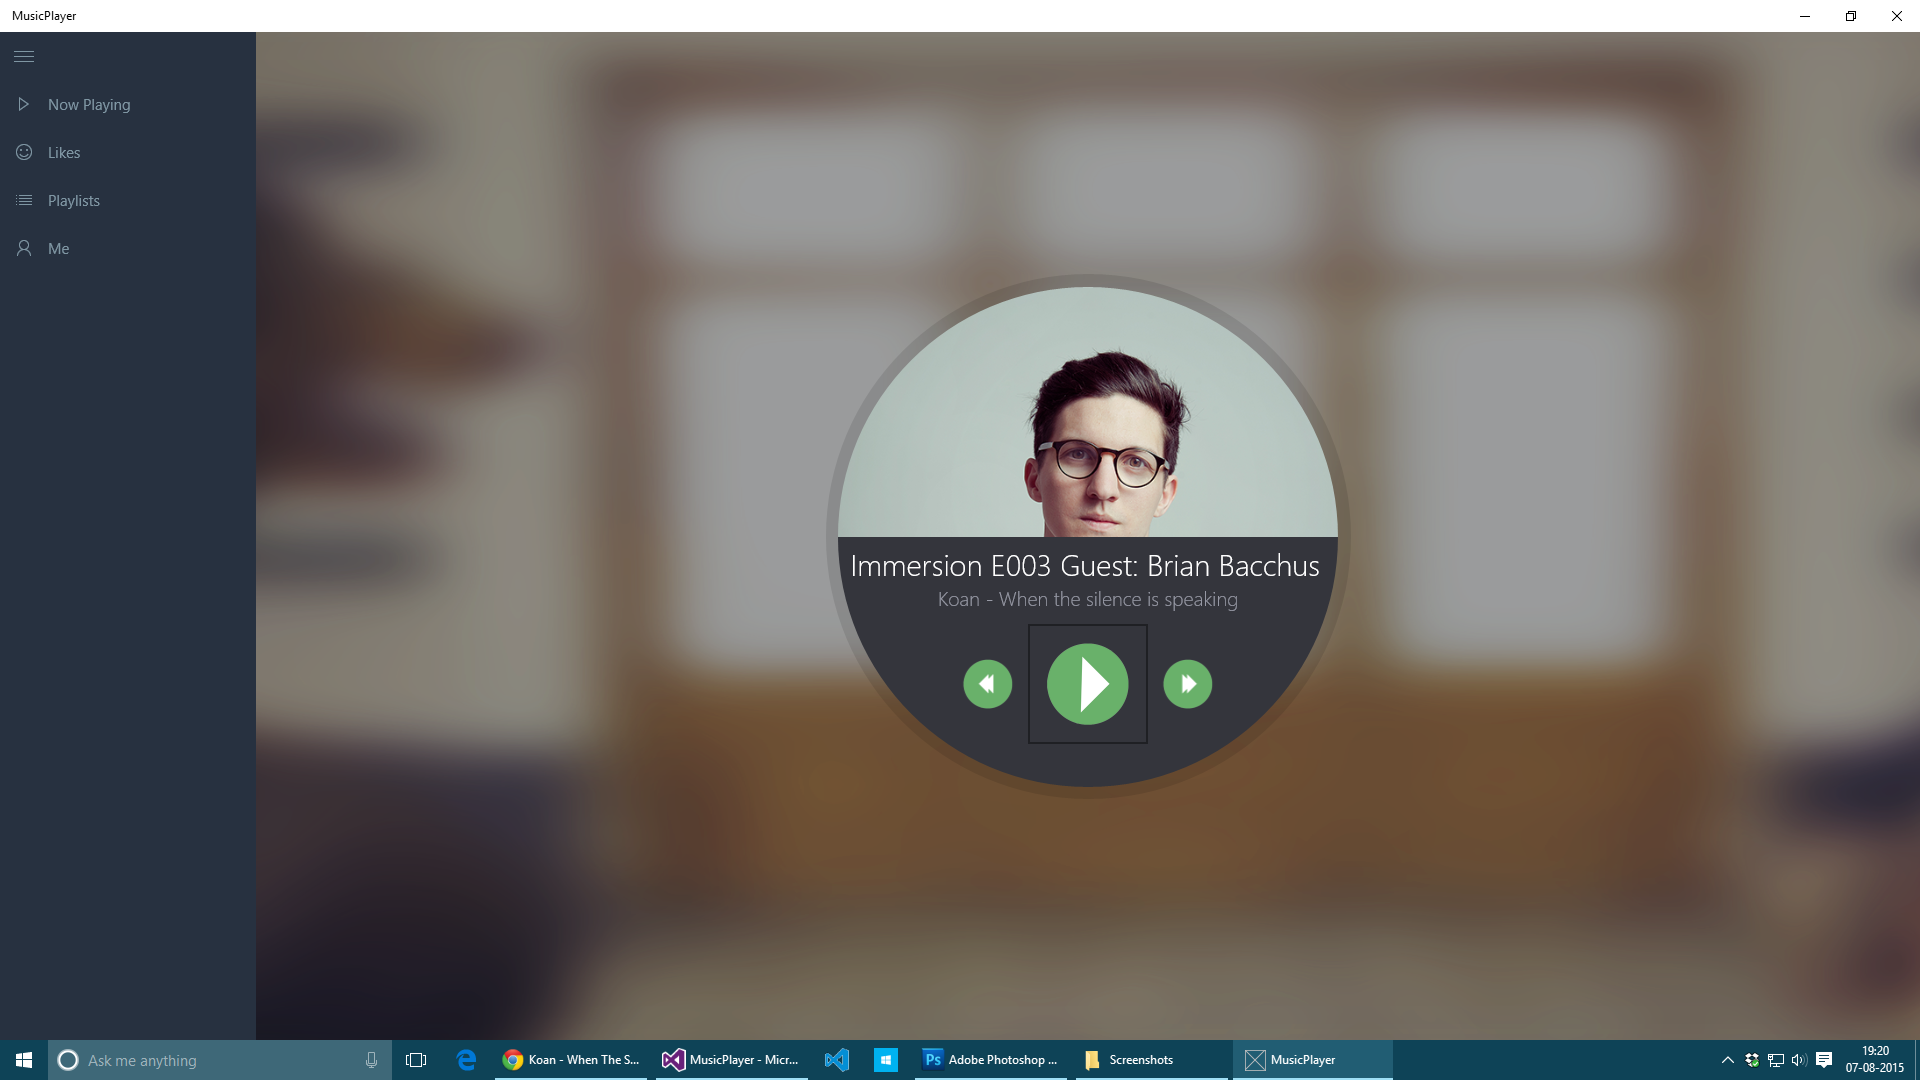 MusicPlayer
Now Playing
Likes
Playlists
Me
Immersion E003 Guest: Brian Bacchus
Koan - When the silence is speaking
Ask me anything
Koan - When The S...
MusicPlayer - Micr...
Ps
Adobe Photoshop ...
Screenshots
MusicPlayer
19:20
07-08-2015